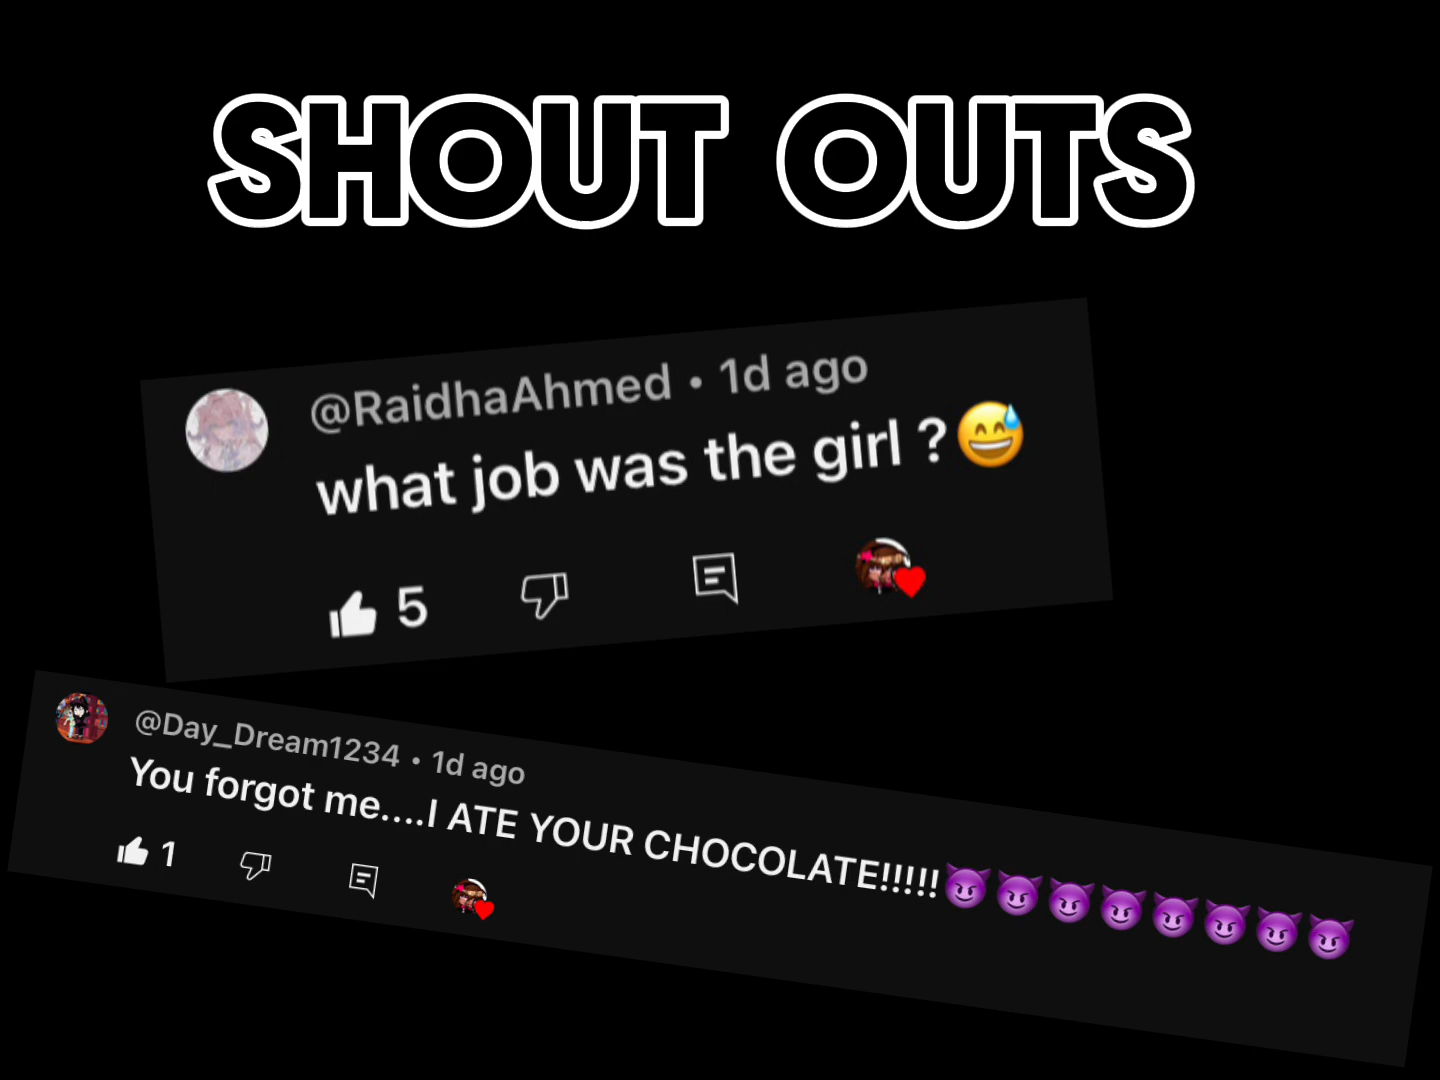 SHOUT OUTS
@RaidhaAhmed • 1d ago
what job was the girl ?😅
5
@Day_Dream1234 • 1d ago
You forgot me....I ATE YOUR CHOCOLATE!!!!!😈😈😈😈😈😈😈😈
1